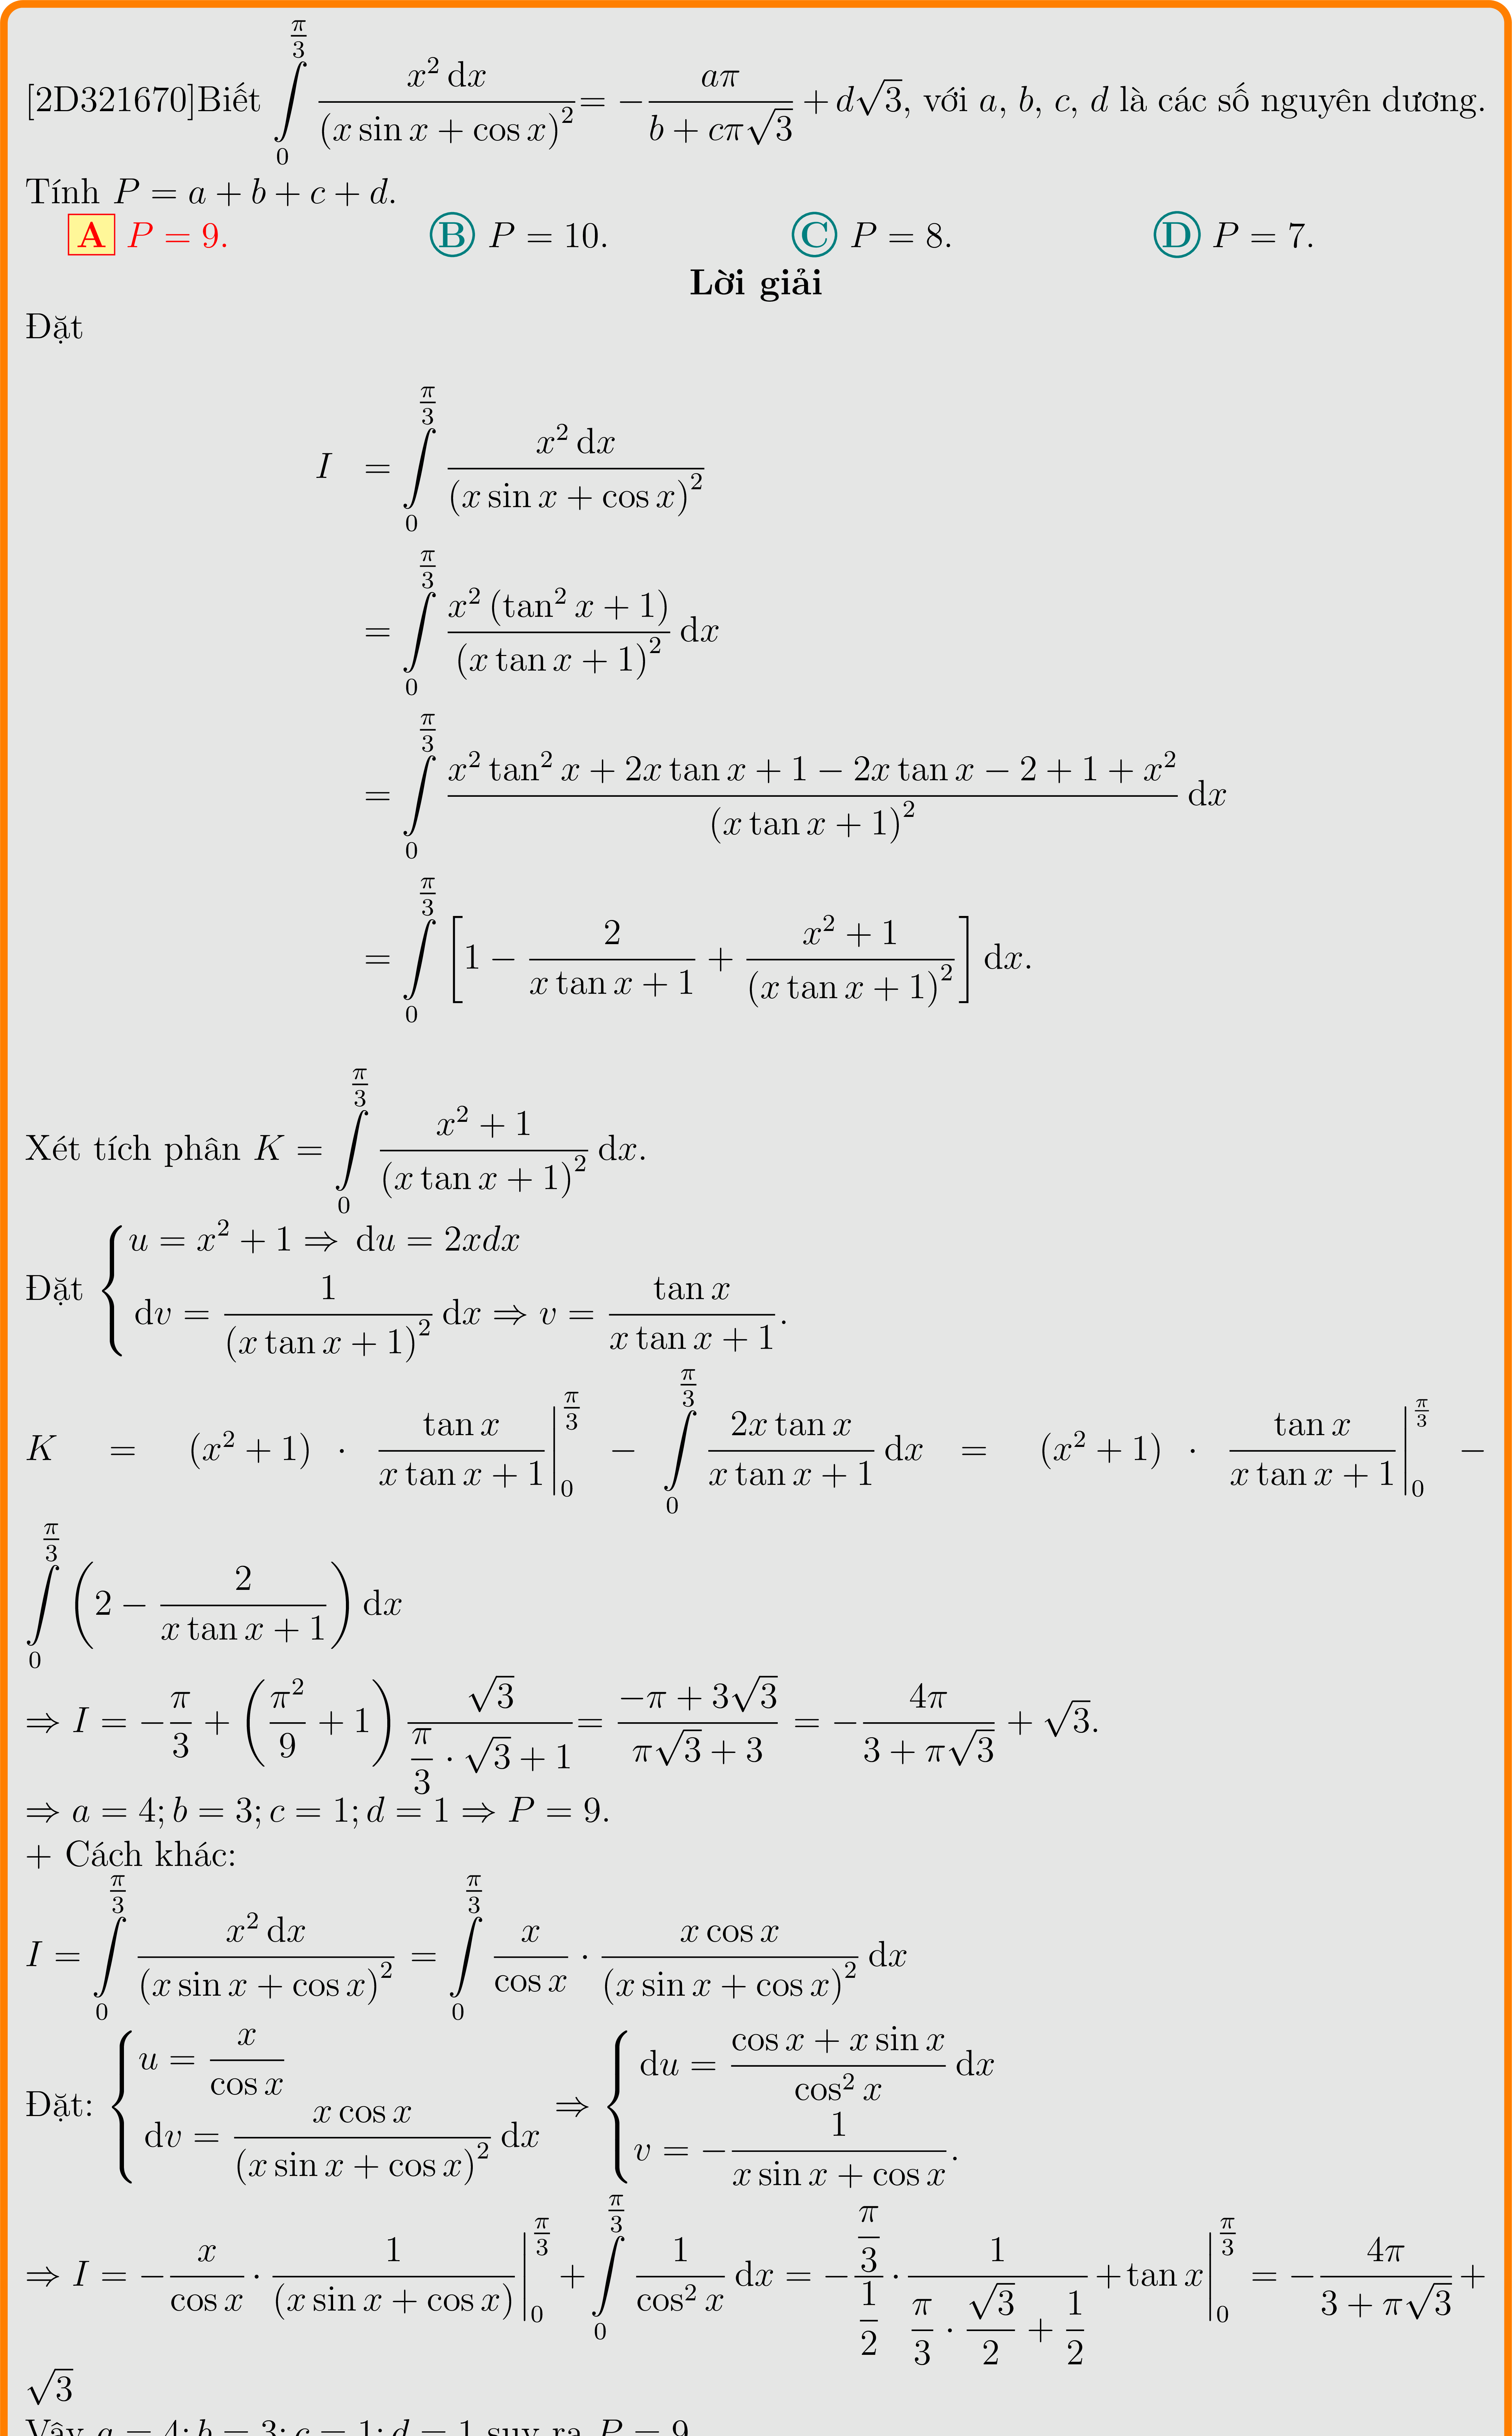 [2D321670]Biết $\int\limits_0^{\frac{\pi}{3}} \frac{x^2\,\mathrm{d}x}{(x\sin x+\cos x)^2} = -\frac{a\pi}{b+c\pi\sqrt{3}}+d\sqrt{3}$, với $a$, $b$, $c$, $d$ là các số nguyên dương.
Tính $P=a+b+c+d$.
A $P=9$. B $P=10$. C $P=8$. D $P=7$.
Lời giải
Đặt
$I = \int\limits_0^{\frac{\pi}{3}} \frac{x^2\,\mathrm{d}x}{(x\sin x+\cos x)^2}$
$= \int\limits_0^{\frac{\pi}{3}} \frac{x^2(\tan^2 x+1)}{(x\tan x+1)^2}\,\mathrm{d}x$
$= \int\limits_0^{\frac{\pi}{3}} \frac{x^2\tan^2 x+2x\tan x+1-2x\tan x-2+1+x^2}{(x\tan x+1)^2}\,\mathrm{d}x$
$= \int\limits_0^{\frac{\pi}{3}} \left[1-\frac{2}{x\tan x+1}+\frac{x^2+1}{(x\tan x+1)^2}\right]\mathrm{d}x.$
Xét tích phân $K = \int\limits_0^{\frac{\pi}{3}} \frac{x^2+1}{(x\tan x+1)^2}\,\mathrm{d}x$.
Đặt $\begin{cases} u=x^2+1 \Rightarrow \mathrm{d}u=2xdx \\ \mathrm{d}v=\frac{1}{(x\tan x+1)^2}\,\mathrm{d}x \Rightarrow v=\frac{\tan x}{x\tan x+1}. \end{cases}$
$K = (x^2+1)\cdot\frac{\tan x}{x\tan x+1}\Big|_0^{\frac{\pi}{3}} - \int\limits_0^{\frac{\pi}{3}} \frac{2x\tan x}{x\tan x+1}\,\mathrm{d}x = (x^2+1)\cdot\frac{\tan x}{x\tan x+1}\Big|_0^{\frac{\pi}{3}} -$
$\int\limits_0^{\frac{\pi}{3}} \left(2-\frac{2}{x\tan x+1}\right)\mathrm{d}x$
$\Rightarrow I = -\frac{\pi}{3}+\left(\frac{\pi^2}{9}+1\right)\frac{\sqrt{3}}{\frac{\pi}{3}\cdot\sqrt{3}+1} = \frac{-\pi+3\sqrt{3}}{\pi\sqrt{3}+3} = -\frac{4\pi}{3+\pi\sqrt{3}}+\sqrt{3}.$
$\Rightarrow a=4; b=3; c=1; d=1 \Rightarrow P=9.$
+ Cách khác:
$I = \int\limits_0^{\frac{\pi}{3}} \frac{x^2\,\mathrm{d}x}{(x\sin x+\cos x)^2} = \int\limits_0^{\frac{\pi}{3}} \frac{x}{\cos x}\cdot\frac{x\cos x}{(x\sin x+\cos x)^2}\,\mathrm{d}x$
Đặt: $\begin{cases} u=\frac{x}{\cos x} \\ \mathrm{d}v=\frac{x\cos x}{(x\sin x+\cos x)^2}\,\mathrm{d}x \end{cases} \Rightarrow \begin{cases} \mathrm{d}u=\frac{\cos x+x\sin x}{\cos^2 x}\,\mathrm{d}x \\ v=-\frac{1}{x\sin x+\cos x}. \end{cases}$
$\Rightarrow I = -\frac{x}{\cos x}\cdot\frac{1}{(x\sin x+\cos x)}\Big|_0^{\frac{\pi}{3}} + \int\limits_0^{\frac{\pi}{3}} \frac{1}{\cos^2 x}\,\mathrm{d}x = -\frac{\frac{\pi}{3}}{\frac{1}{2}}\cdot\frac{1}{\frac{\pi}{3}\cdot\frac{\sqrt{3}}{2}+\frac{1}{2}}+\tan x\Big|_0^{\frac{\pi}{3}} = -\frac{4\pi}{3+\pi\sqrt{3}}+$
$\sqrt{3}$
Vậy $a=4; b=3; c=1; d=1$ suy ra $P=9$